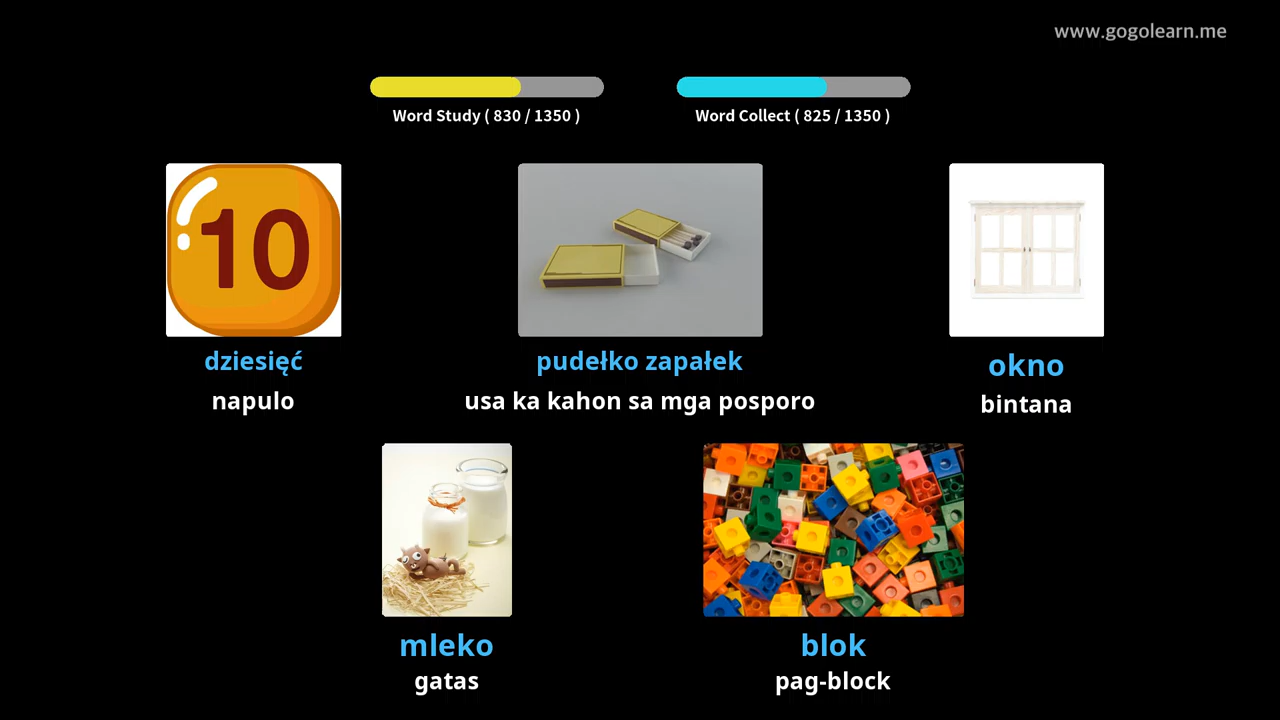 www.gogolearn.me
Word Study ( 830 / 1350 )
Word Collect ( 825 / 1350 )
10
dziesięć
napulo
pudełko zapałek
usa ka kahon sa mga posporo
okno
bintana
mleko
gatas
blok
pag-block